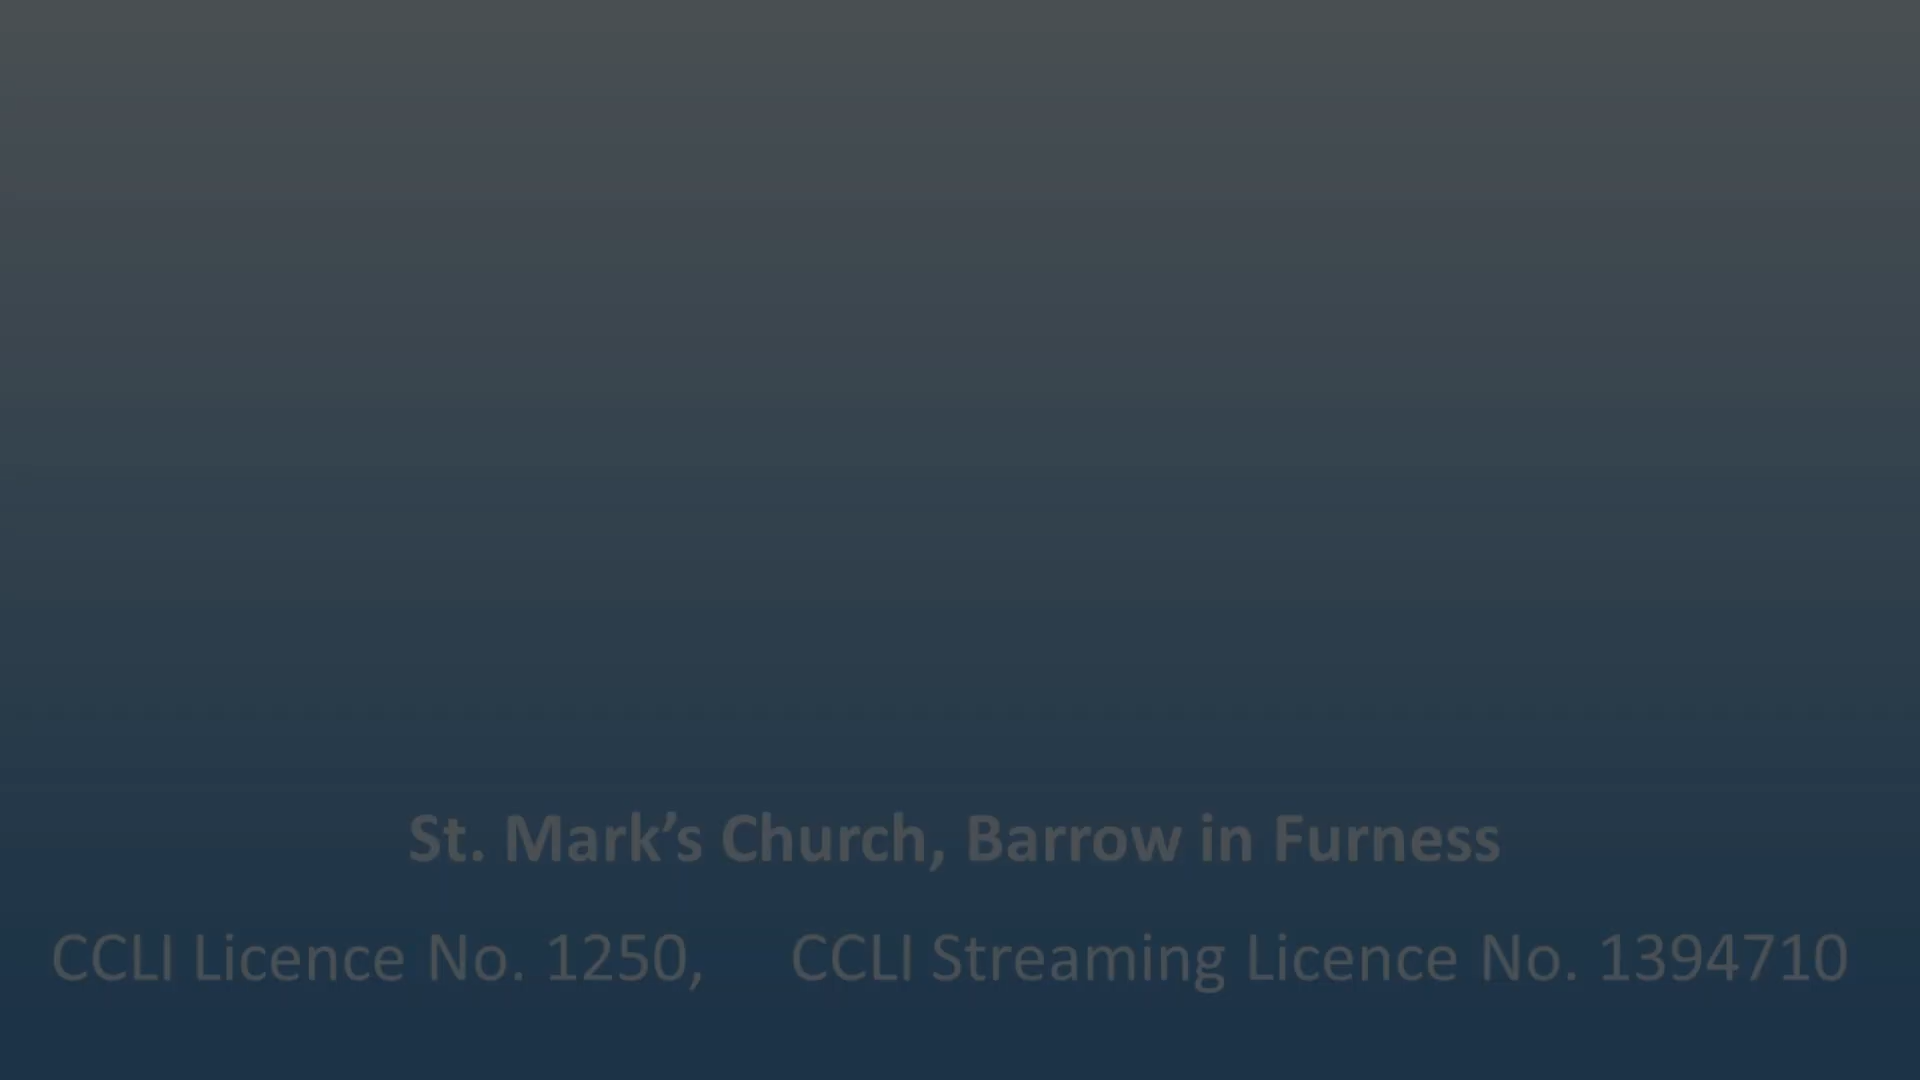 St. Mark’s Church, Barrow in Furness
CCLI Licence No. 1250, CCLI Streaming Licence No. 1394710